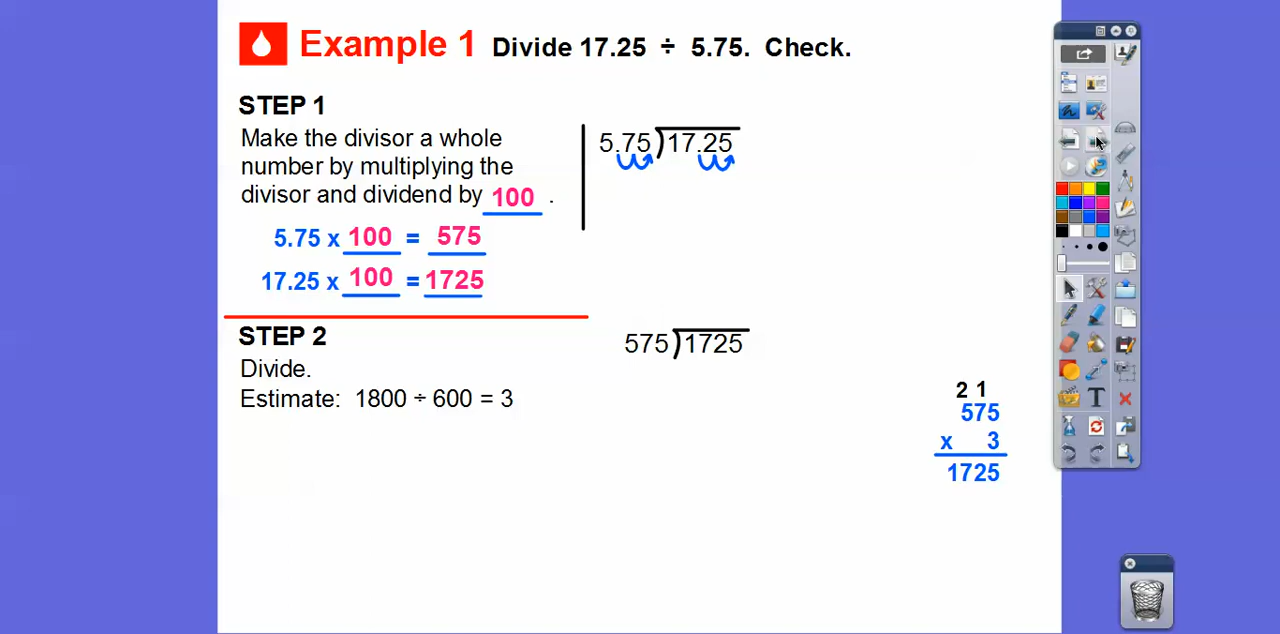 Example 1 Divide 17.25 ÷ 5.75. Check.
STEP 1
Make the divisor a whole
number by multiplying the
divisor and dividend by 100 .
5.75 x 100 = 575
17.25 x 100 = 1725
5.75)17.25
STEP 2
Divide.
Estimate: 1800 ÷ 600 = 3
575)1725
2 1
575
x 3
1725
T